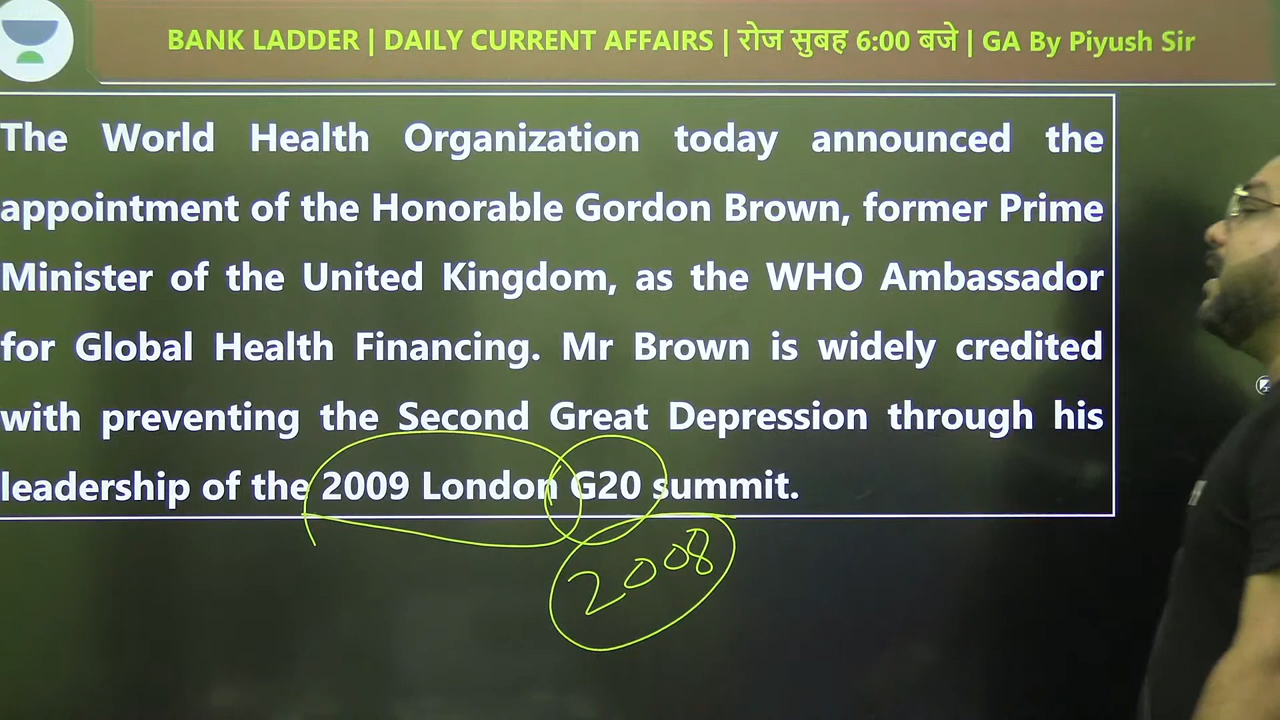 BANK LADDER | DAILY CURRENT AFFAIRS | रोज सुबह 6:00 बजे | GA By Piyush Sir
The World Health Organization today announced the
appointment of the Honorable Gordon Brown, former Prime
Minister of the United Kingdom, as the WHO Ambassador
for Global Health Financing. Mr Brown is widely credited
with preventing the Second Great Depression through his
leadership of the 2009 London G20 summit.
2008